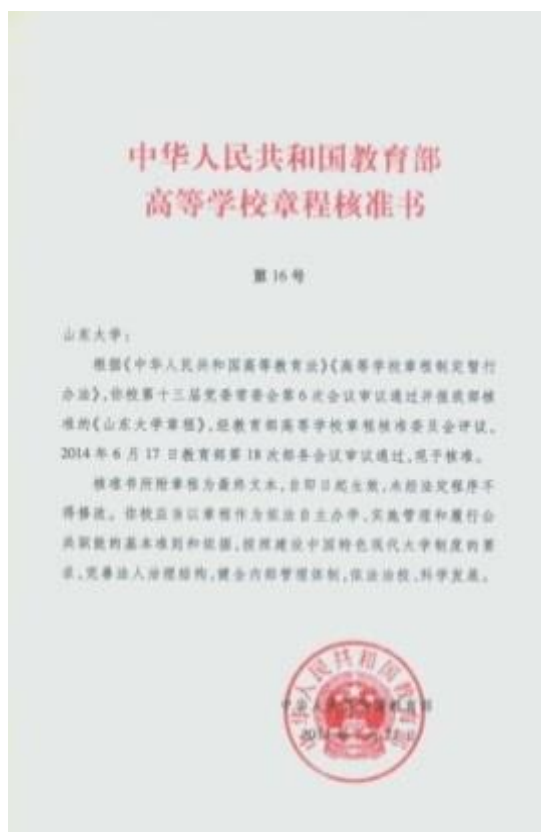 中华人民共和国教育部
高等学校章程核准书
第16号
山东大学：
根据《中华人民共和国高等教育法》《高等学校章程制定暂行
办法》，你校第十三届党委常委会第6次会议审议通过并报我部核
准的《山东大学章程》，经教育部高等学校章程核准委员会评议，
2014年6月17日教育部第18次部务会议审议通过，现予核准。
核准书所附章程为最终文本，自即日起生效，未经法定程序不
得修改。你校应当以章程作为依法自主办学、实施管理和履行公
共职能的基本准则和依据，按照建设中国特色现代大学制度的要
求，完善法人治理结构，健全内部管理体制，依法治校、科学发展。
中华人民共和国教育部